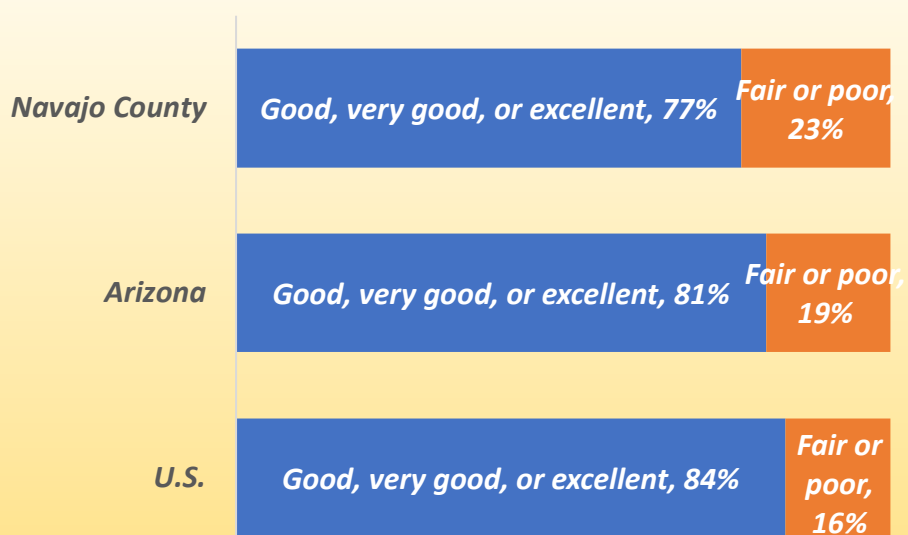 Navajo County
Good, very good, or excellent, 77%
Fair or poor,
23%
Arizona
Good, very good, or excellent, 81%
Fair or poor,
19%
U.S.
Good, very good, or excellent, 84%
Fair or
poor,
16%